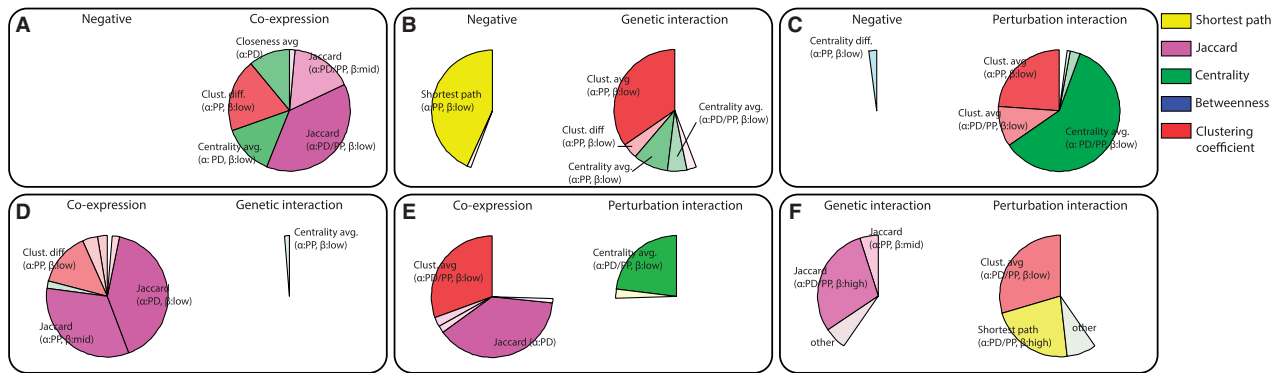 A
Negative
Co-expression
Closeness avg
(α:PD)
Jaccard
(α:PD/PP, β:mid)
Clust. diff.
(α:PP, β:low)
Jaccard
(α:PD/PP, β:low)
Centrality avg.
(α: PD, β:low)
B
Negative
Genetic interaction
Shortest path
(α:PP, β:low)
Clust. avg
(α:PP, β:low)
Centrality avg.
(α:PD/PP, β:low)
Clust. diff
(α:PP, β:low)
Centrality avg.
(α:PP, β:low)
C
Negative
Perturbation interaction
Centrality diff.
(α:PP, β:low)
Clust. avg
(α:PP, β:low)
Clust. avg
(α:PD/PP, β:low)
Centrality avg.
(α: PD/PP, β:low)
Shortest path
Jaccard
Centrality
Betweenness
Clustering
coefficient
D
Co-expression
Genetic interaction
Clust. diff
(α:PP, β:low)
Jaccard
(α:PD, β:low)
Jaccard
(α:PP, β:mid)
Centrality avg.
(α:PP, β:low)
E
Co-expression
Perturbation interaction
Clust. avg
(α:PD/PP, β:low)
Jaccard (α:PD)
Centrality avg.
(α:PD/PP, β:low)
F
Genetic interaction
Perturbation interaction
Jaccard
(α:PP, β:mid)
Jaccard
(α:PD/PP, β:high)
other
Clust. avg
(α:PD/PP, β:low)
Shortest path
(α:PD/PP, β:high)
other